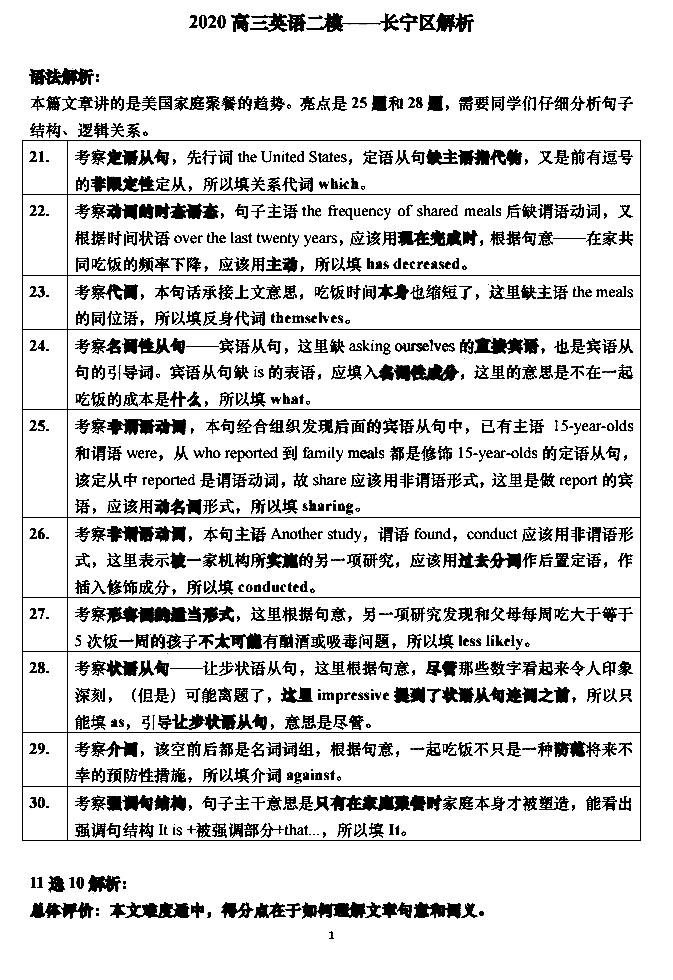 2020 高三英语二模——长宁区解析
语法解析：
本篇文章讲的是美国家庭聚餐的趋势。亮点是 25 题和 28 题，需要同学们仔细分析句子
结构、逻辑关系。
21. 考察定语从句，先行词 the United States，定语从句缺主语指代物，又是前有逗号
的非限定性定从，所以填关系代词 which。
22. 考察动词的时态语态，句子主语 the frequency of shared meals 后缺谓语动词，又
根据时间状语 over the last twenty years，应该用现在完成时，根据句意——在家共
同吃饭的频率下降，应该用主动，所以填 has decreased。
23. 考察代词，本句话承接上文意思，吃饭时间本身也缩短了，这里缺主语 the meals
的同位语，所以填反身代词 themselves。
24. 考察名词性从句——宾语从句，这里缺 asking ourselves 的直接宾语，也是宾语从
句的引导词。宾语从句缺 is 的表语，应填入名词性成分，这里的意思是不在一起
吃饭的成本是什么，所以填 what。
25. 考察非谓语动词，本句经合组织发现后面的宾语从句中，已有主语 15-year-olds
和谓语 were，从 who reported 到 family meals 都是修饰 15-year-olds 的定语从句，
该定从中 reported 是谓语动词，故 share 应该用非谓语形式，这里是做 report 的宾
语，应该用动名词形式，所以填 sharing。
26. 考察非谓语动词，本句主语 Another study，谓语 found，conduct 应该用非谓语形
式，这里表示被一家机构所实施的另一项研究，应该用过去分词作后置定语，作
插入修饰成分，所以填 conducted。
27. 考察形容词的适当形式，这里根据句意，另一项研究发现和父母每周吃大于等于
5 次饭一周的孩子不太可能有酗酒或吸毒问题，所以填 less likely。
28. 考察状语从句——让步状语从句，这里根据句意，尽管那些数字看起来令人印象
深刻，（但是）可能离题了，这里 impressive 提到了状语从句连词之前，所以只
能填 as，引导让步状语从句，意思是尽管。
29. 考察介词，该空前后都是名词词组，根据句意，一起吃饭不只是一种防范将来不
幸的预防性措施，所以填介词 against。
30. 考察强调句结构，句子主干意思是只有在家庭聚餐时家庭本身才被塑造，能看出
强调句结构 It is +被强调部分+that...，所以填 It。
11 选 10 解析：
总体评价：本文难度适中，得分点在于如何理解文章句意和词义。
1